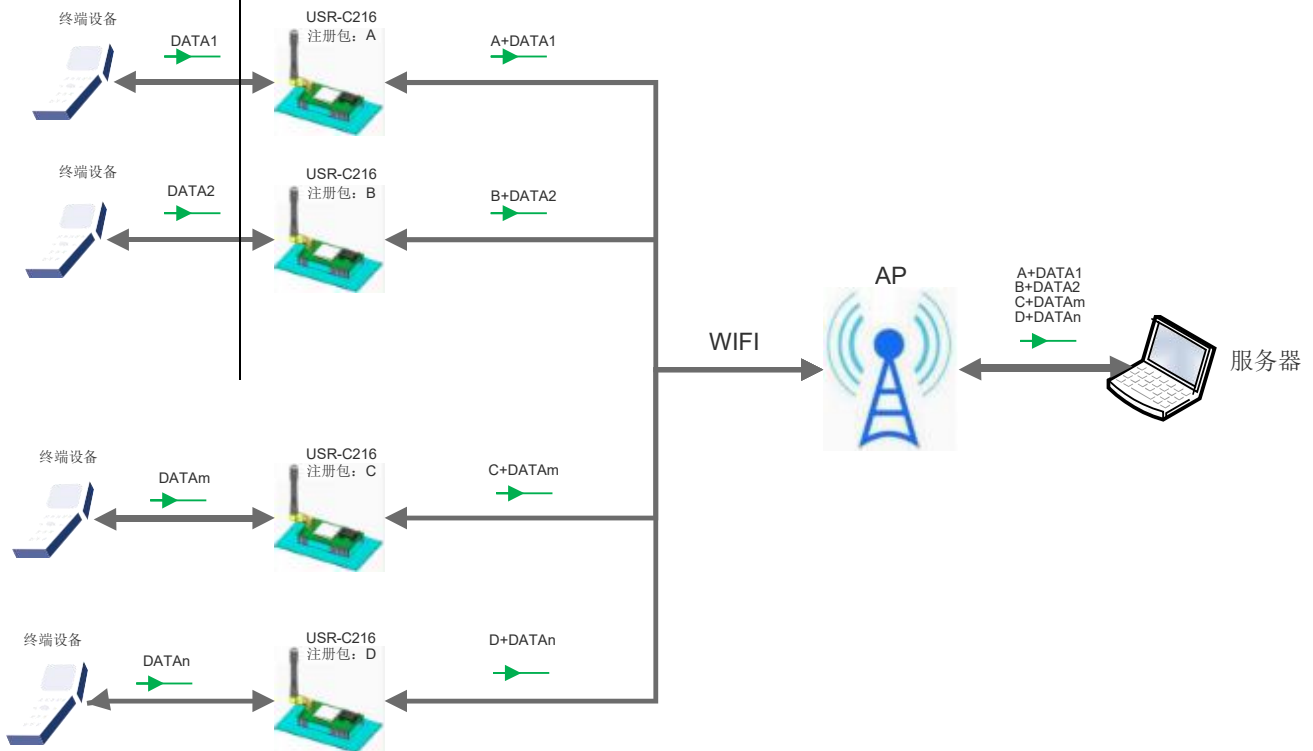 终端设备
DATA1
USR-C216
注册包：A
A+DATA1
终端设备
DATA2
USR-C216
注册包：B
B+DATA2
WIFI
AP
A+DATA1
B+DATA2
C+DATAm
D+DATAn
服务器
终端设备
DATAm
USR-C216
注册包：C
C+DATAm
终端设备
DATAn
USR-C216
注册包：D
D+DATAn